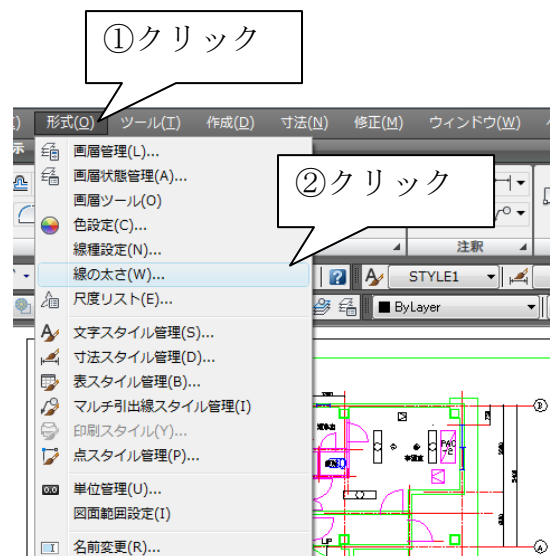 ①クリック
形式(O) ツール(T) 作成(D) 寸法(N) 修正(M) ウィンドウ(W)
示
画層管理(L)...
画層状態管理(A)...
②クリック
画層ツール(O)
色設定(C)...
線種設定(N)...
注釈
線の太さ(W)...
STYLE1
尺度リスト(E)...
ByLayer
文字スタイル管理(S)...
寸法スタイル管理(D)...
表スタイル管理(B)...
マルチ引出線スタイル管理(I)
印刷スタイル(Y)...
点スタイル管理(P)...
単位管理(U)...
図面範囲設定(I)
名前変更(R)...